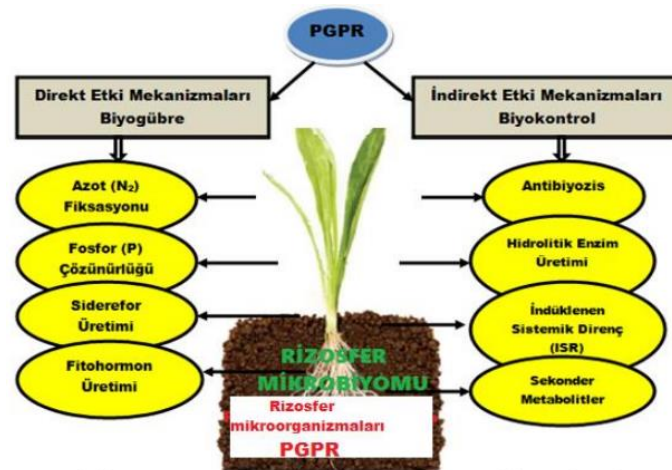 PGPR
Direkt Etki Mekanizmaları
Biyogübre
İndirekt Etki Mekanizmaları
Biyokontrol
Azot (N₂)
Fiksasyonu
Fosfor (P)
Çözünürlüğü
Siderefor
Üretimi
Fitohormon
Üretimi
Antibiyozis
Hidrolitik Enzim
Üretimi
İndüklenen
Sistemik Direnç
(ISR)
Sekonder
Metabolitler
RİZOSFER
MİKROBİYOMU
Rizosfer
mikroorganizmaları
PGPR